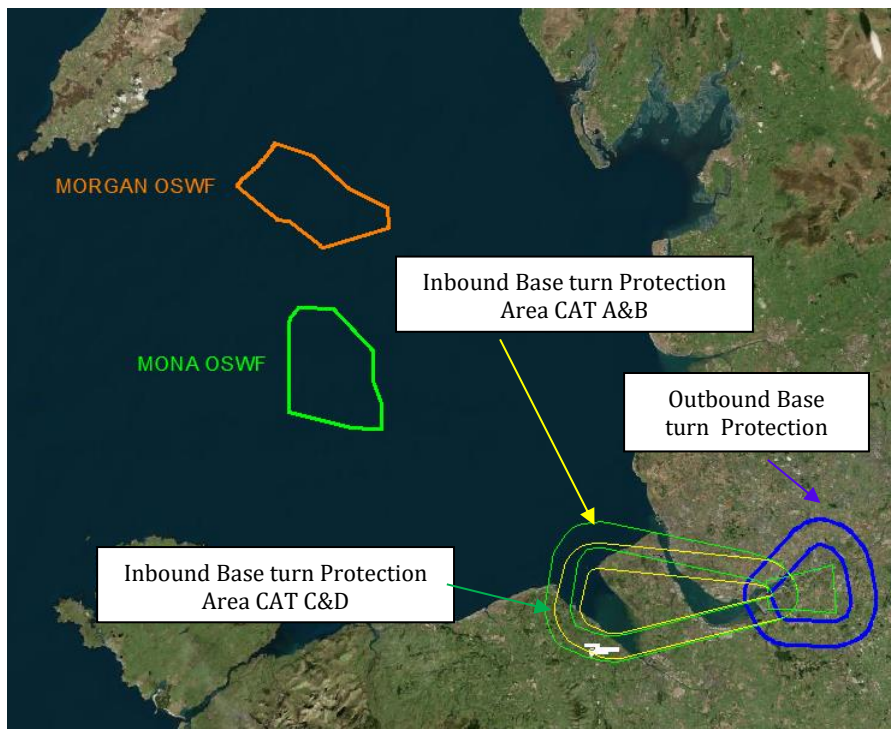 MORGAN OSWF
Inbound Base turn Protection
Area CAT A&B
MONA OSWF
Outbound Base
turn Protection
Inbound Base turn Protection
Area CAT C&D